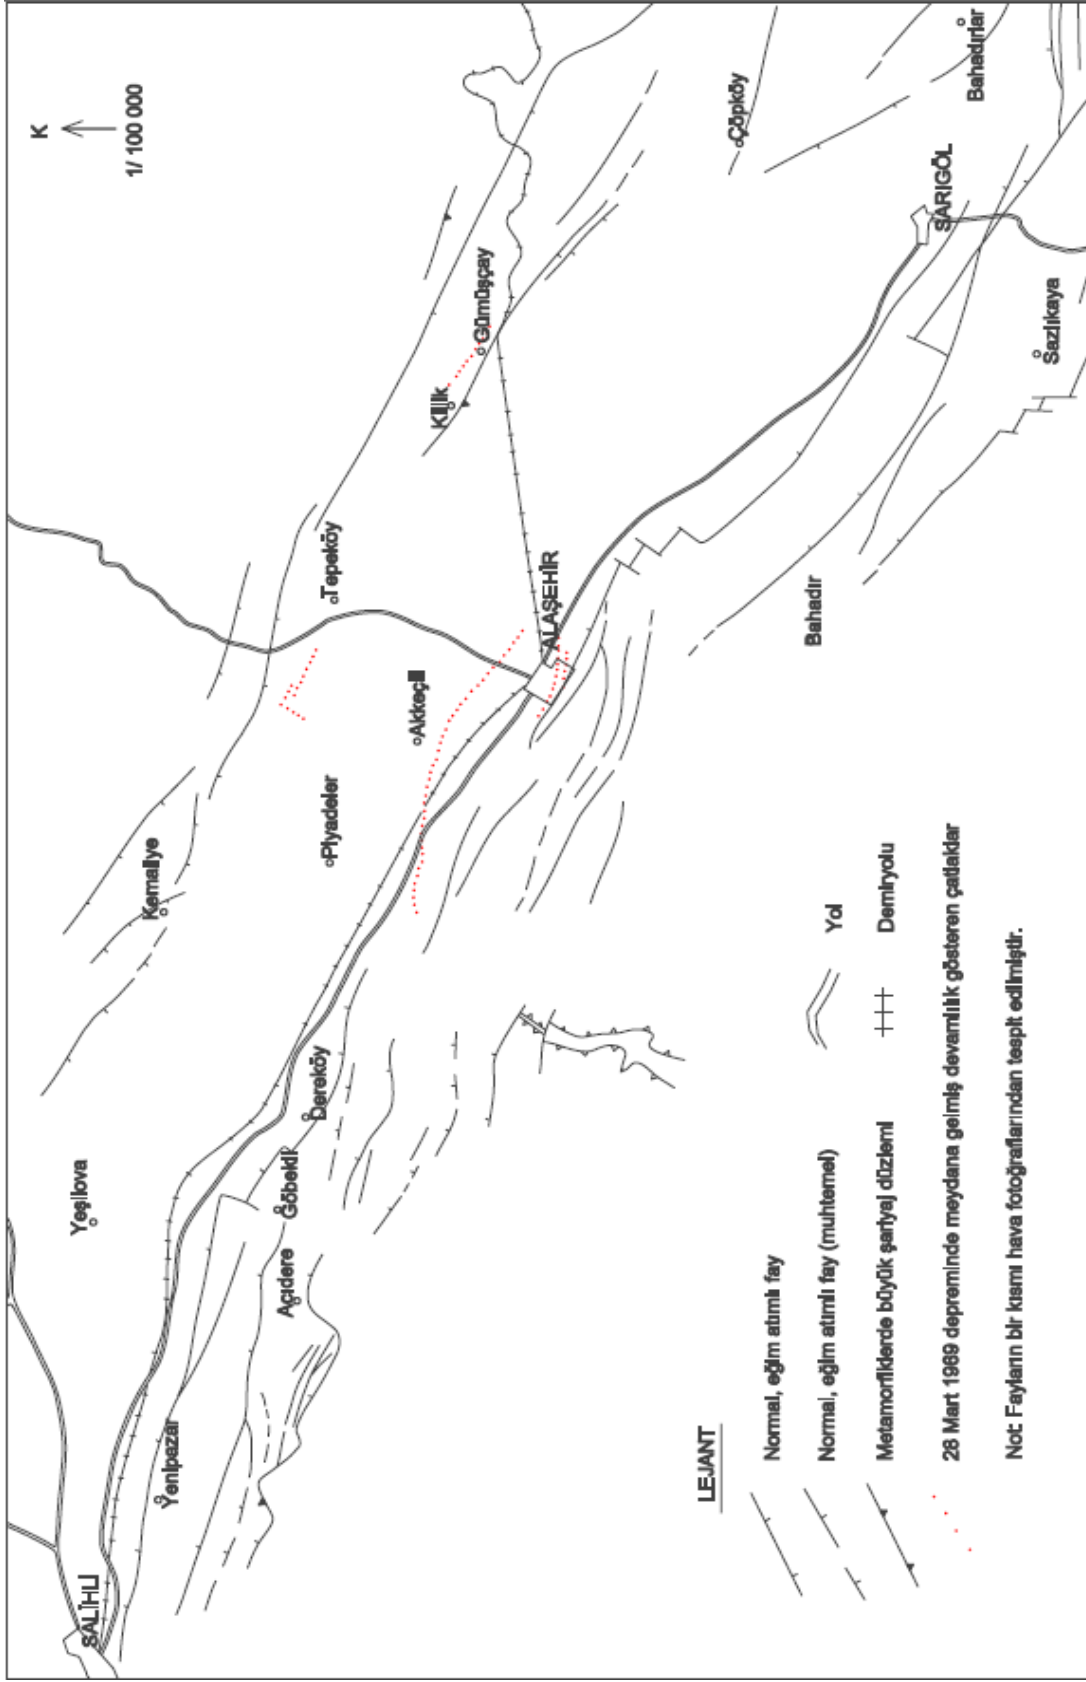 K
1/ 100 000
Bahadırlar
Çöpköy
SARIGÖL
Gümüşçay
Killik
Sazlıkaya
Tepeköy
ALAŞEHİR
Bahadır
Akkeçili
Piyadeler
Kemaliye
Dereköy
Göbekli
Yeşilova
Açıdere
Yenipazar
SALİHLİ
LEJANT
Normal, eğim atımlı fay
Normal, eğim atımlı fay (muhtemel)
Yol
Metamorfiklerde büyük şariyaj düzlemi
Demiryolu
28 Mart 1969 depreminde meydana gelmiş devamlılık gösteren çatlaklar
Not: Fayların bir kısmı hava fotoğraflarından tespit edilmiştir.